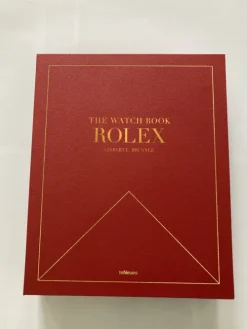 THE WATCH BOOK
ROLEX
GISBERT L. BRUNNER
teNeues